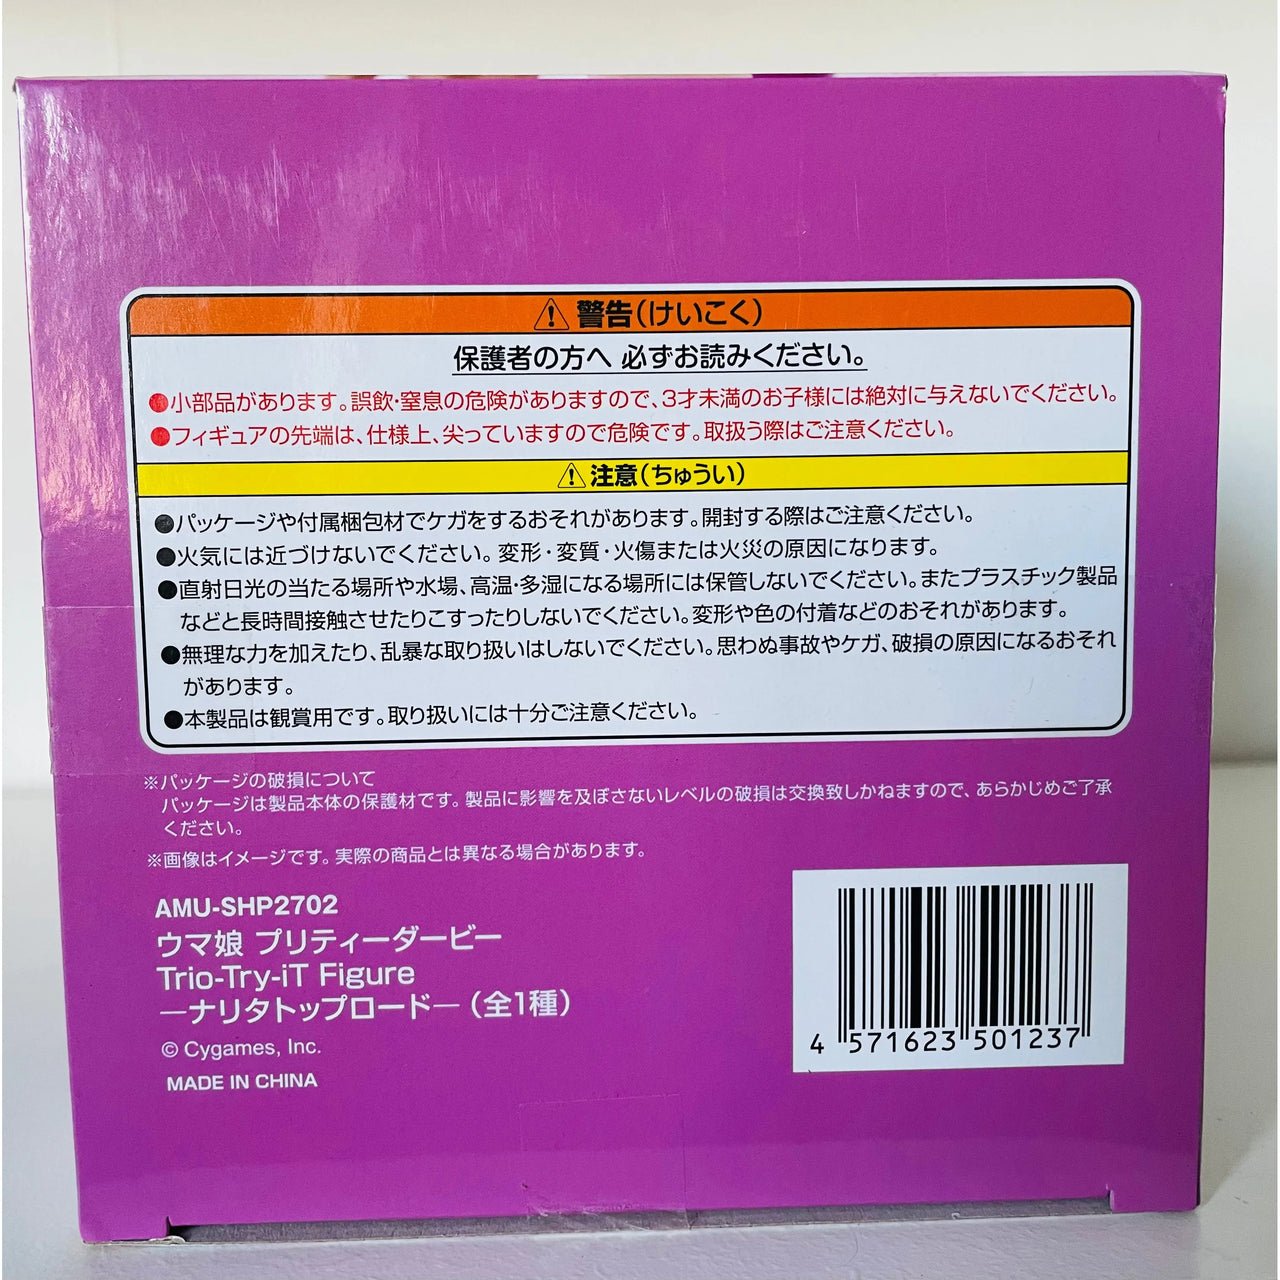 ⚠警告(けいこく)
保護者の方へ 必ずお読みください。
●小部品があります。誤飲・窒息の危険がありますので、3才未満のお子様には絶対に与えないでください。
●フィギュアの先端は、仕様上、尖っていますので危険です。取扱う際はご注意ください。
⚠注意(ちゅうい)
●パッケージや付属梱包材でケガをするおそれがあります。開封する際はご注意ください。
●火気には近づけないでください。変形・変質・火傷または火災の原因になります。
●直射日光の当たる場所や水場、高温・多湿になる場所には保管しないでください。またプラスチック製品
などと長時間接触させたりこすったりしないでください。変形や色の付着などのおそれがあります。
●無理な力を加えたり、乱暴な取り扱いはしないでください。思わぬ事故やケガ、破損の原因になるおそれ
があります。
●本製品は観賞用です。取り扱いには十分ご注意ください。
※パッケージの破損について
パッケージは製品本体の保護材です。製品に影響を及ぼさないレベルの破損は交換致しかねますので、あらかじめご了承
ください。
※画像はイメージです。実際の商品とは異なる場合があります。
AMU-SHP2702
ウマ娘 プリティーダービー
Trio-Try-iT Figure
―ナリタトップロード―(全1種)
© Cygames, Inc.
MADE IN CHINA
4 571623 501237